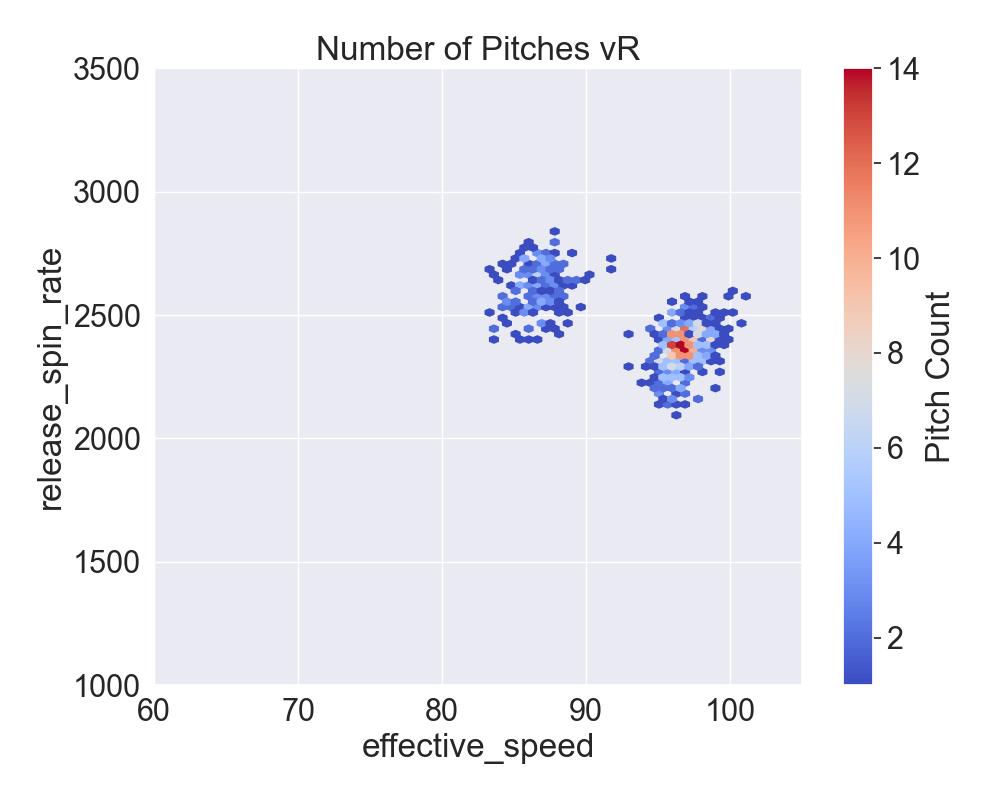 Number of Pitches vR
3500
3000
2500
2000
1500
1000
release_spin_rate
60 70 80 90 100
effective_speed
14
12
10
8
6
4
2
Pitch Count